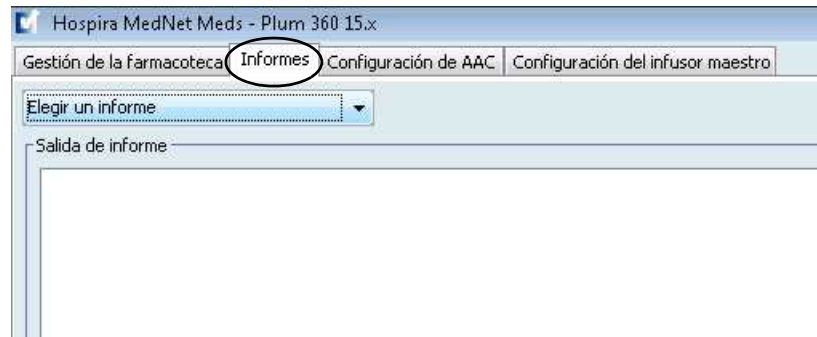 Hospira MedNet Meds - Plum 360 15.x
Gestión de la farmacoteca Informes Configuración de AAC Configuración del infusor maestro
Elegir un informe
Salida de informe